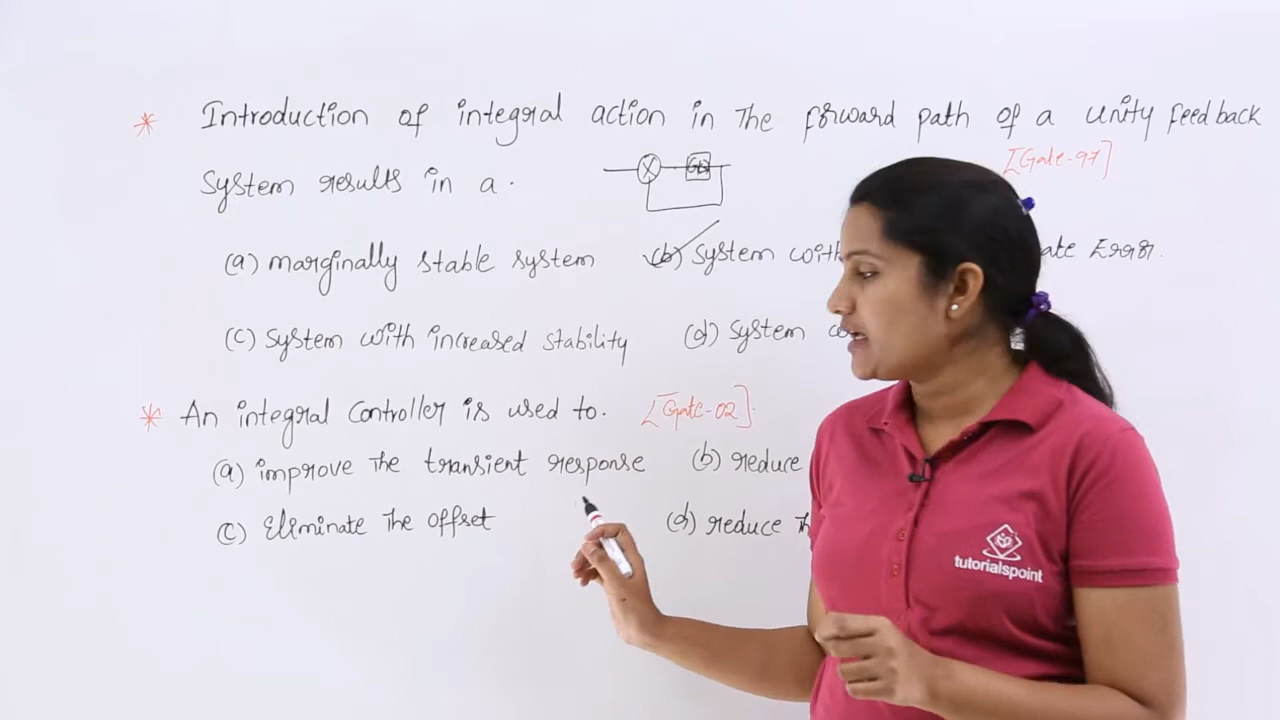 * Introduction of integral action in The forward path of a unity feedback
[Gate-97]
System results in a.
(a) marginally stable system (b) System with ate Error.
(c) System with increased stability (d) System
* An integral Controller is used to. [Gate-02].
(a) improve The transient response (b) reduce
(c) Eliminate The offset (d) reduce
tutorialspoint